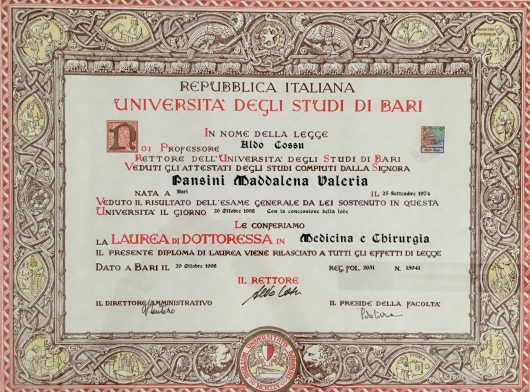 REPUBBLICA ITALIANA
UNIVERSITA' DEGLI STUDI DI BARI
IN NOME DELLA LEGGE
NOI PROFESSORE Aldo Cossu
RETTORE DELL'UNIVERSITA DEGLI STUDI DI BARI
VEDUTI GLI ATTESTATI DEGLI STUDI COMPIUTI DALLA SIGNORA
Pansini Maddalena Valeria
NATA A Bari IL 25 Settembre 1974
VEDUTO IL RISULTATO DELL'ESAME GENERALE DA LEI SOSTENUTO IN QUESTA
UNIVERSITA IL GIORNO 20 Ottobre 1998 Con la concessione della lode
LE CONFERIAMO
LA LAUREA DI DOTTORESSA IN Medicina e Chirurgia
IL PRESENTE DIPLOMA DI LAUREA VIENE RILASCIATO A TUTTI GLI EFFETTI DI LEGGE
DATO A BARI IL 20 Ottobre 1998 REG. FOL. 2051 N.
IL RETTORE
IL DIRETTORE AMMINISTRATIVO IL PRESIDE DELLA FACOLTA'